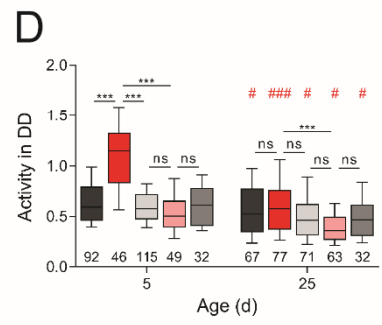 D
2.0
1.5
1.0
0.5
0.0
Activity in DD
***
*** ***
ns ns
# ### # # #
***
ns ns
ns ns
92 46 115 49 32
67 77 71 63 32
5 25
Age (d)